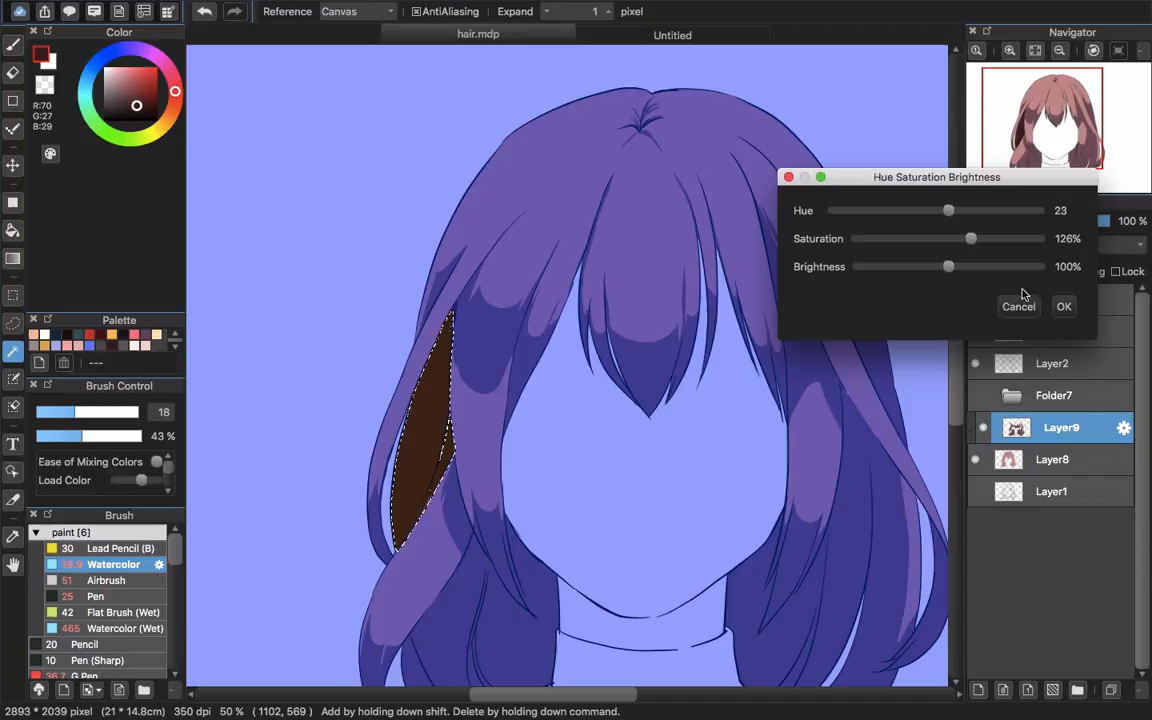 Reference Canvas AntiAliasing Expand 1 pixel
Color
hair.mdp Untitled
Navigator
R:70
G:27
B:29
Hue Saturation Brightness
Hue 23
Saturation 126%
Brightness 100%
Cancel OK
100 %
Lock
Palette
---
Brush Control
18
43 %
Ease of Mixing Colors
Load Color
Layer2
Folder7
Layer9
Layer8
Layer1
Brush
paint [6]
30 Lead Pencil (B)
18.9 Watercolor
51 Airbrush
25 Pen
42 Flat Brush (Wet)
465 Watercolor (Wet)
20 Pencil
10 Pen (Sharp)
36.7 G Pen
2893 * 2039 pixel (21 * 14.8cm) 350 dpi 50 % ( 1102, 569 ) Add by holding down shift. Delete by holding down command.